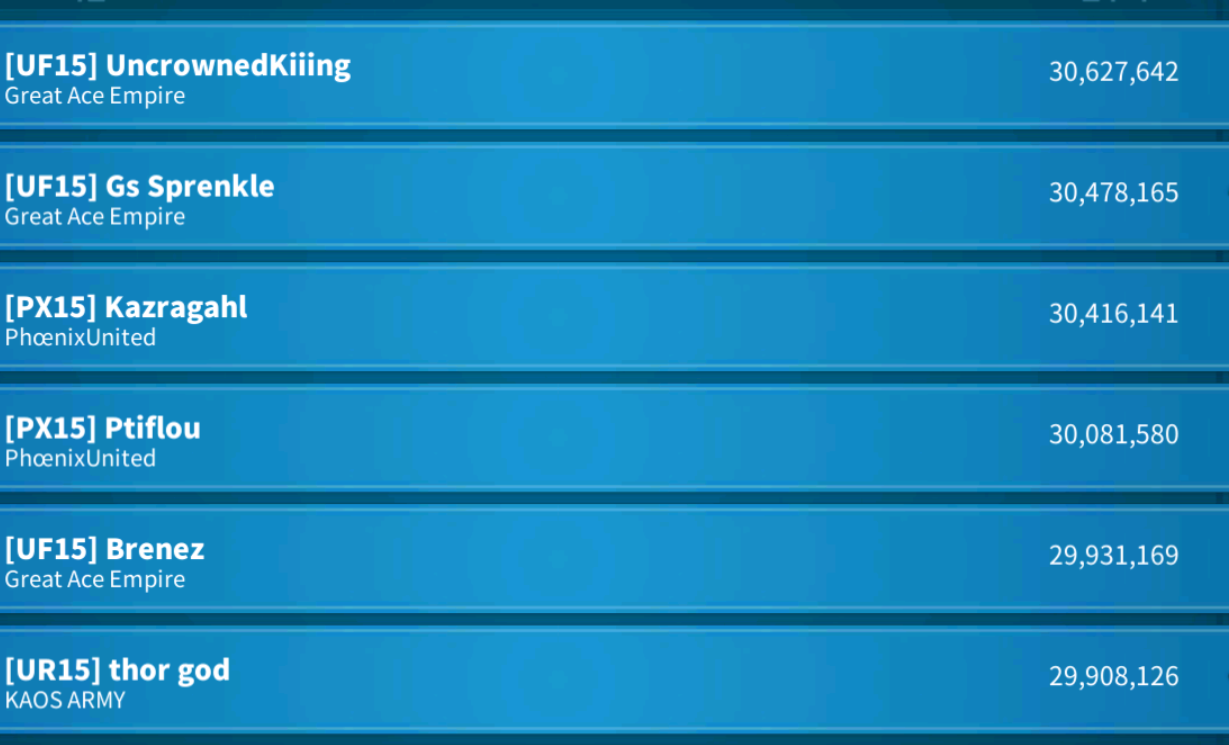 [UF15] UncrownedKiiing
Great Ace Empire
30,627,642
[UF15] Gs Sprenkle
Great Ace Empire
30,478,165
[PX15] Kazragahl
PhœnixUnited
30,416,141
[PX15] Ptiflou
PhœnixUnited
30,081,580
[UF15] Brenez
Great Ace Empire
29,931,169
[UR15] thor god
KAOS ARMY
29,908,126